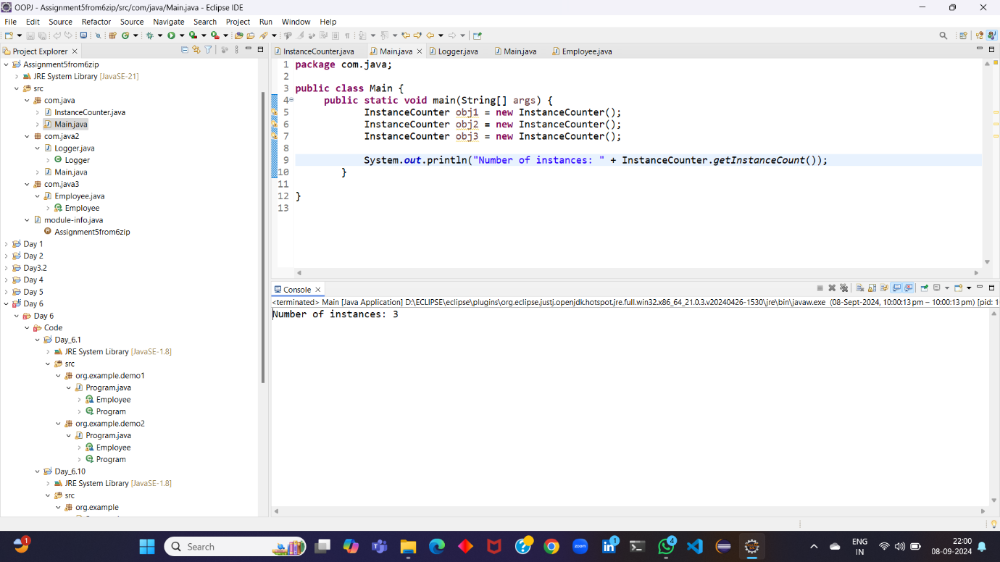 OOPJ - Assignment5from6zip/src/com/java/Main.java - Eclipse IDE
File Edit Source Refactor Source Navigate Search Project Run Window Help
Project Explorer
Assignment5from6zip
JRE System Library [JavaSE-21]
src
com.java
InstanceCounter.java
Main.java
com.java2
Logger.java
Logger
Main.java
com.java3
Employee.java
Employee
module-info.java
Assignment5from6zip
Day 1
Day 2
Day3.2
Day 4
Day 5
Day 6
Day 6
Code
Day_6.1
JRE System Library [JavaSE-1.8]
src
org.example.demo1
Program.java
Employee
Program
org.example.demo2
Program.java
Employee
Program
Day_6.10
JRE System Library [JavaSE-1.8]
src
org.example
InstanceCounter.java Main.java Logger.java Main.java Employee.java
1 package com.java;
2
3 public class Main {
4 public static void main(String[] args) {
5 InstanceCounter obj1 = new InstanceCounter();
6 InstanceCounter obj2 = new InstanceCounter();
7 InstanceCounter obj3 = new InstanceCounter();
8
9 System.out.println("Number of instances: " + InstanceCounter.getInstanceCount());
10 }
11
12 }
13
Console
<terminated> Main [Java Application] D:\ECLIPSE\eclipse\plugins\org.eclipse.justj.openjdk.hotspot.jre.full.win32.x86_64_21.0.3.v20240426-1530\jre\bin\javaw.exe (08-Sept-2024, 10:00:13 pm – 10:00:13 pm) [pid: 1
Number of instances: 3
1
Search
zoom
1
4
ENG
IN
22:00
08-09-2024